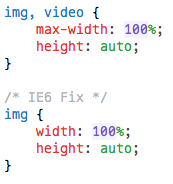 img, video {
    max-width: 100%;
    height: auto;
}

/* IE6 Fix */
img {
    width: 100%;
    height: auto;
}